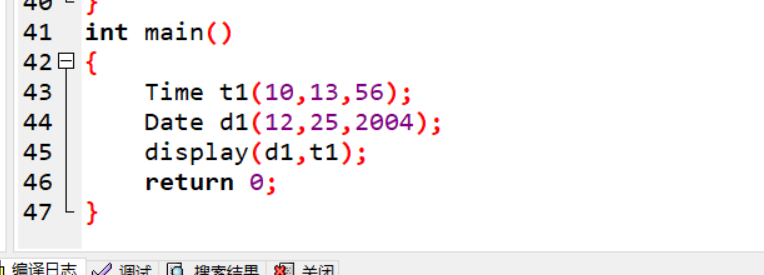 40 }
41 int main()
42 {
43 Time t1(10,13,56);
44 Date d1(12,25,2004);
45 display(d1,t1);
46 return 0;
47 }
编译日志 调试 搜索结果 关闭